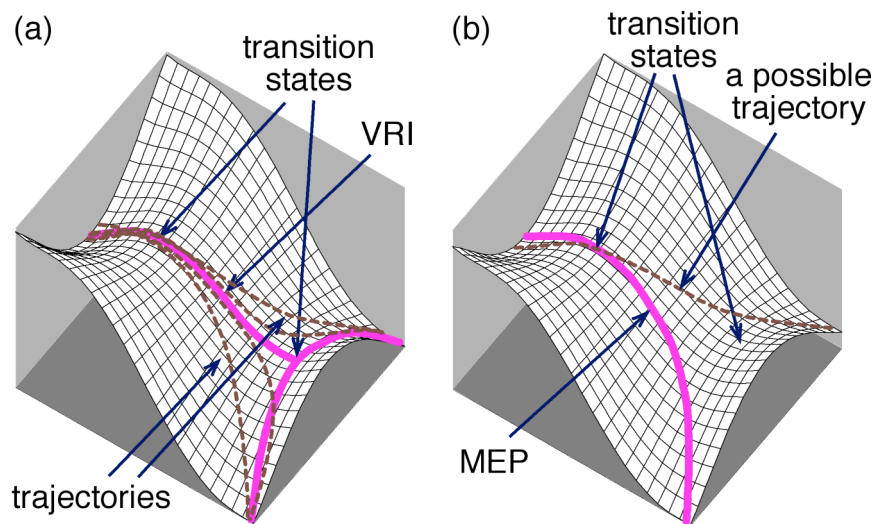 (a)
transition
states
VRI
trajectories
(b)
transition
states
a possible
trajectory
MEP